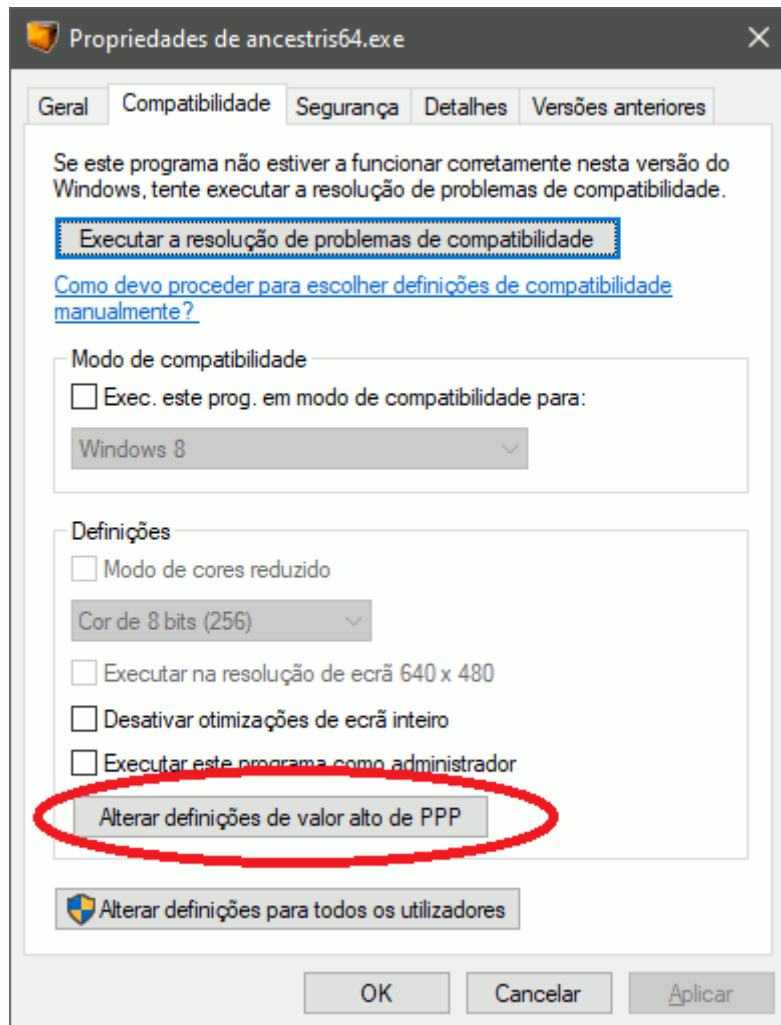 Propriedades de ancestris64.exe
Geral Compatibilidade Segurança Detalhes Versões anteriores
Se este programa não estiver a funcionar corretamente nesta versão do
Windows, tente executar a resolução de problemas de compatibilidade.
Executar a resolução de problemas de compatibilidade
Como devo proceder para escolher definições de compatibilidade
manualmente?
Modo de compatibilidade
Exec. este prog. em modo de compatibilidade para:
Windows 8
Definições
Modo de cores reduzido
Cor de 8 bits (256)
Executar na resolução de ecrã 640 x 480
Desativar otimizações de ecrã inteiro
Executar este programa como administrador
Alterar definições de valor alto de PPP
Alterar definições para todos os utilizadores
OK Cancelar Aplicar